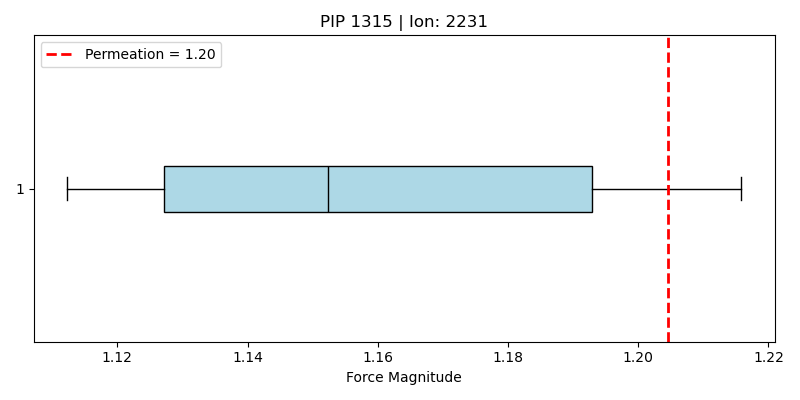 PIP 1315 | Ion: 2231
Permeation = 1.20
1
1.12 1.14 1.16 1.18 1.20 1.22
Force Magnitude